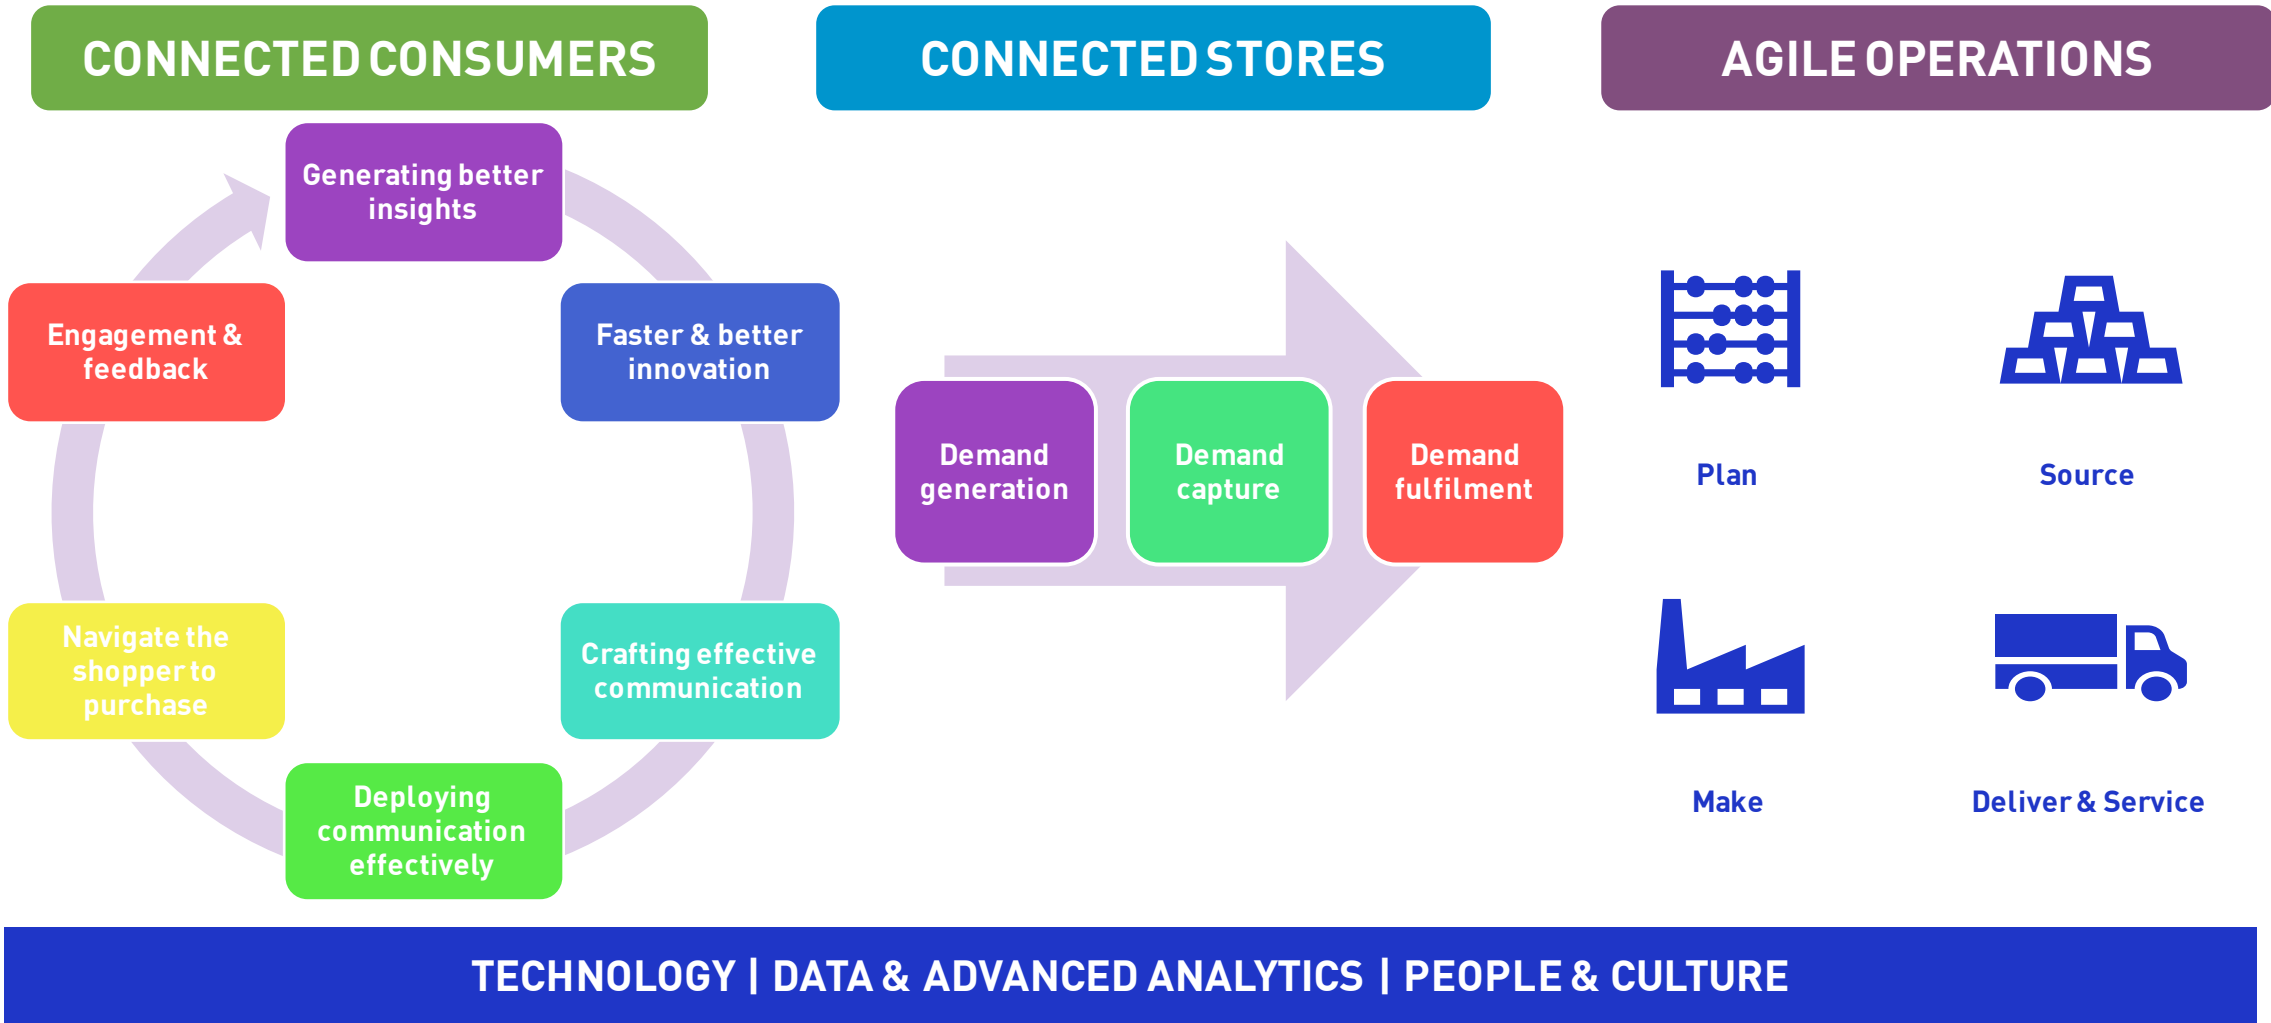 CONNECTED CONSUMERS
CONNECTED STORES
AGILE OPERATIONS
Generating better
insights
Faster & better
innovation
Crafting effective
communication
Deploying
communication
effectively
Navigate the
shopper to
purchase
Engagement &
feedback
Demand
generation
Demand
capture
Demand
fulfilment
Plan
Source
Make
Deliver & Service
TECHNOLOGY | DATA & ADVANCED ANALYTICS | PEOPLE & CULTURE